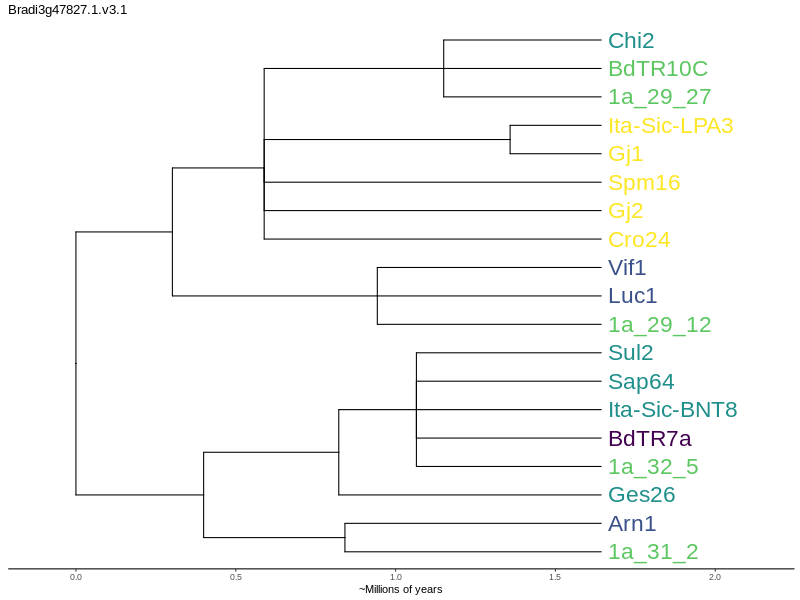 Bradi3g47827.1.v3.1
Chi2
BdTR10C
1a_29_27
Ita-Sic-LPA3
Gj1
Spm16
Gj2
Cro24
Vif1
Luc1
1a_29_12
Sul2
Sap64
Ita-Sic-BNT8
BdTR7a
1a_32_5
Ges26
Arn1
1a_31_2
0.0 0.5 1.0 1.5 2.0
~Millions of years